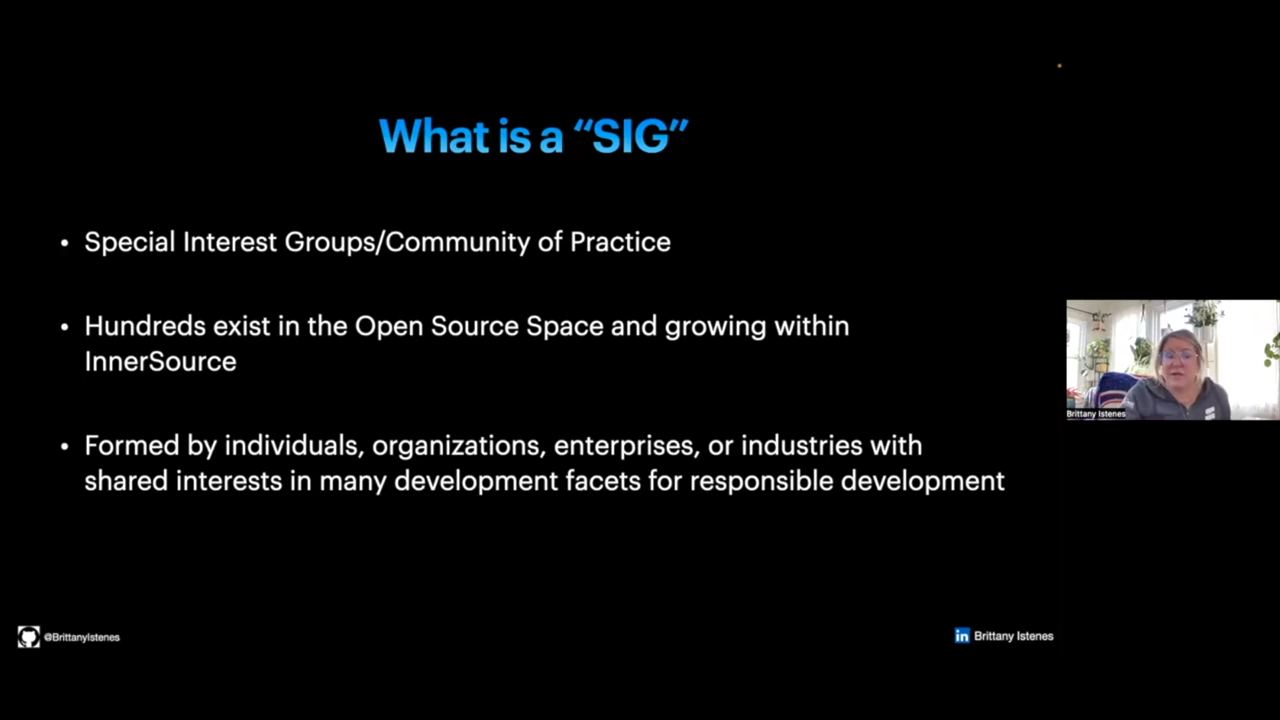 What is a “SIG”
• Special Interest Groups/Community of Practice
• Hundreds exist in the Open Source Space and growing within
InnerSource
• Formed by individuals, organizations, enterprises, or industries with
shared interests in many development facets for responsible development
Brittany Istenes
@BrittanyIstenes
in Brittany Istenes